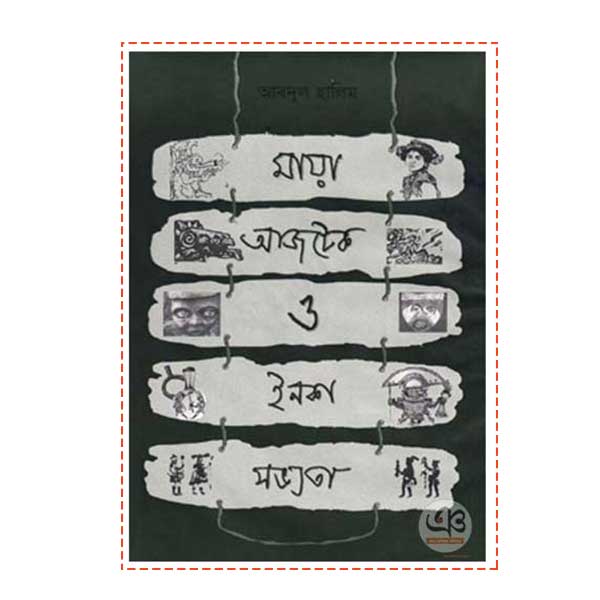 আবদুল হালিম
মায়া
আজটেক
ও
ইনকা
সভ্যতা